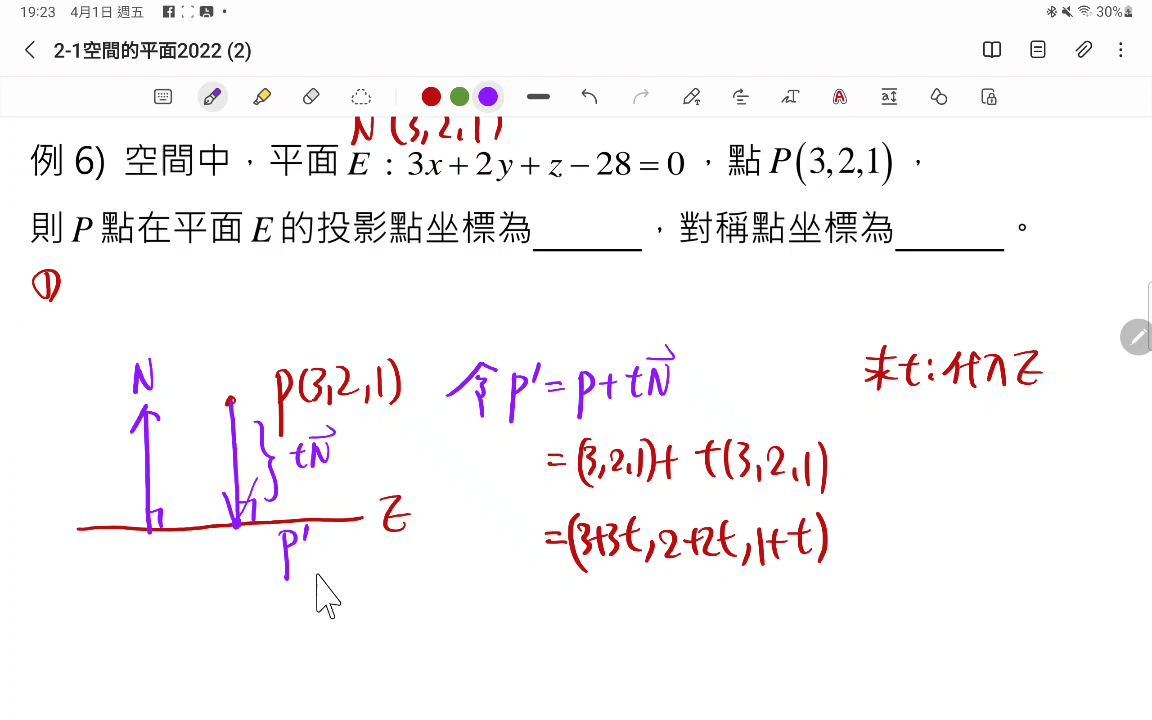 19:23 4月1日 週五 30%
2-1空間的平面2022 (2)
N (3,2,1)
例 6) 空間中，平面 E : 3x+2y+z−28=0 ，點 P(3,2,1) ，
則 P 點在平面 E 的投影點坐標為______，對稱點坐標為______。
①
N
P(3,2,1)
tN⃗
E
P'
令 P' = P+tN⃗
= (3,2,1)+ t(3,2,1)
=(3+3t, 2+2t, 1+t)
求t:代入E